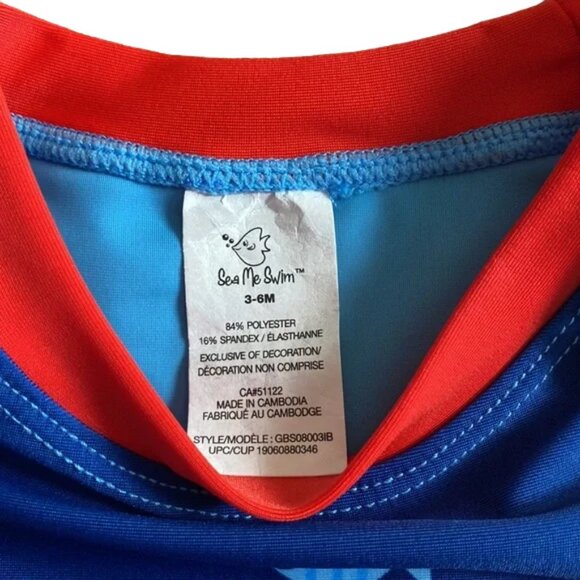 Sea Me Swim™
3-6M
84% POLYESTER
16% SPANDEX / ÉLASTHANNE
EXCLUSIVE OF DECORATION/
DÉCORATION NON COMPRISE
CA#51122
MADE IN CAMBODIA
FABRIQUÉ AU CAMBODGE
STYLE/MODÈLE : GBS08003IB
UPC/CUP 19060880346